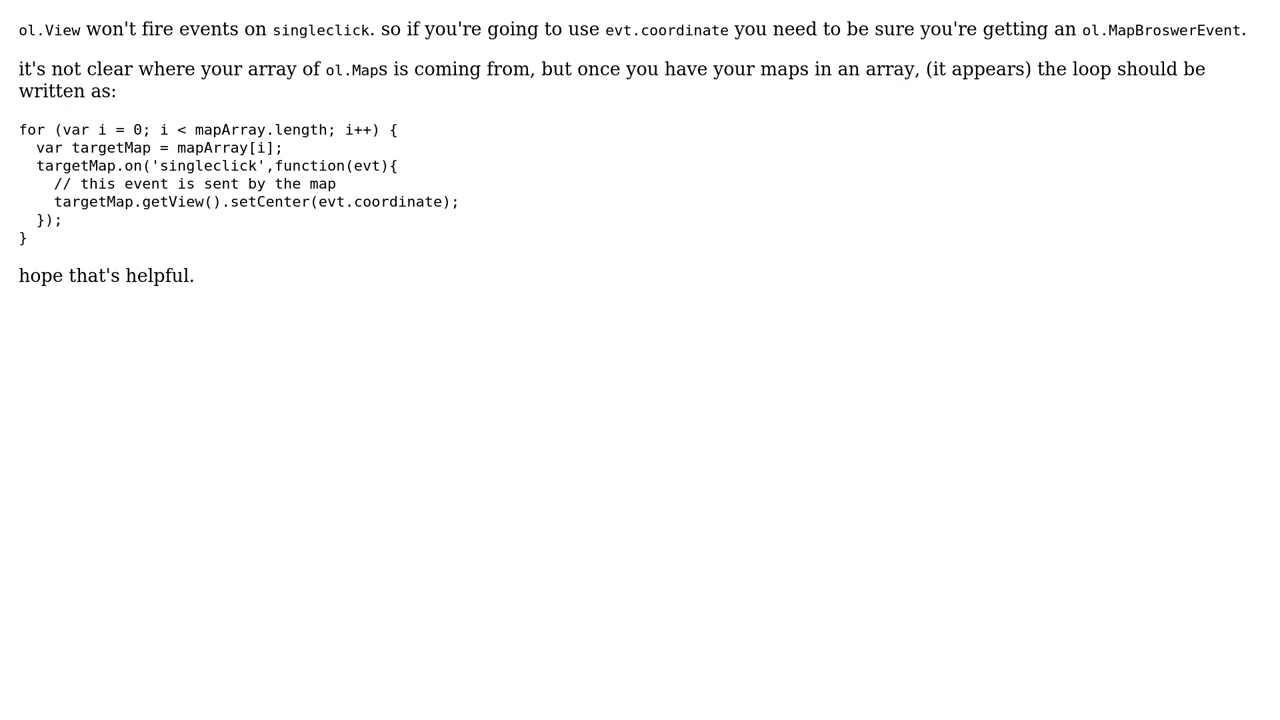 ol.View won't fire events on singleclick. so if you're going to use evt.coordinate you need to be sure you're getting an ol.MapBroswerEvent.
it's not clear where your array of ol.Maps is coming from, but once you have your maps in an array, (it appears) the loop should be
written as:
for (var i = 0; i < mapArray.length; i++) {
  var targetMap = mapArray[i];
  targetMap.on('singleclick',function(evt){
    // this event is sent by the map
    targetMap.getView().setCenter(evt.coordinate);
  });
}
hope that's helpful.